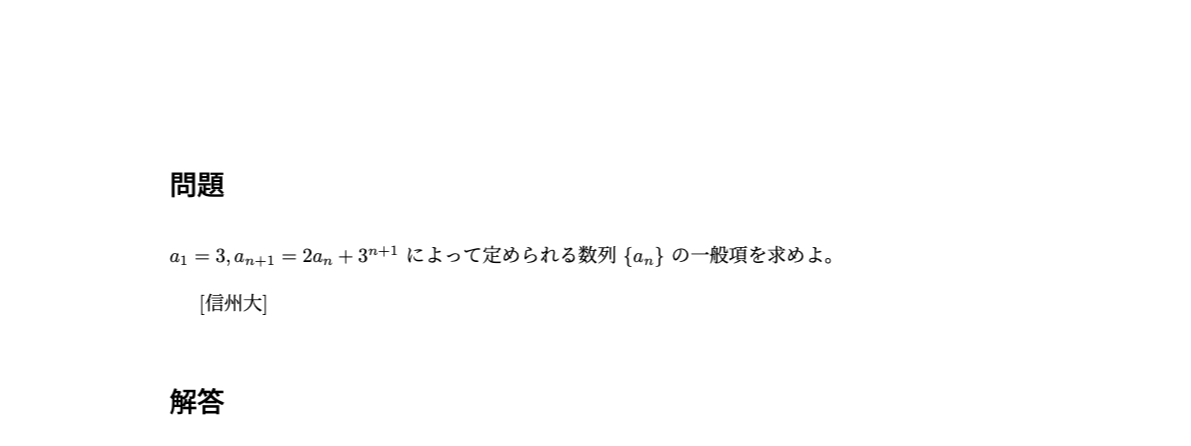 問題
$a_1 = 3, a_{n+1} = 2a_n + 3^{n+1}$ によって定められる数列 $\{a_n\}$ の一般項を求めよ。
[信州大]
解答